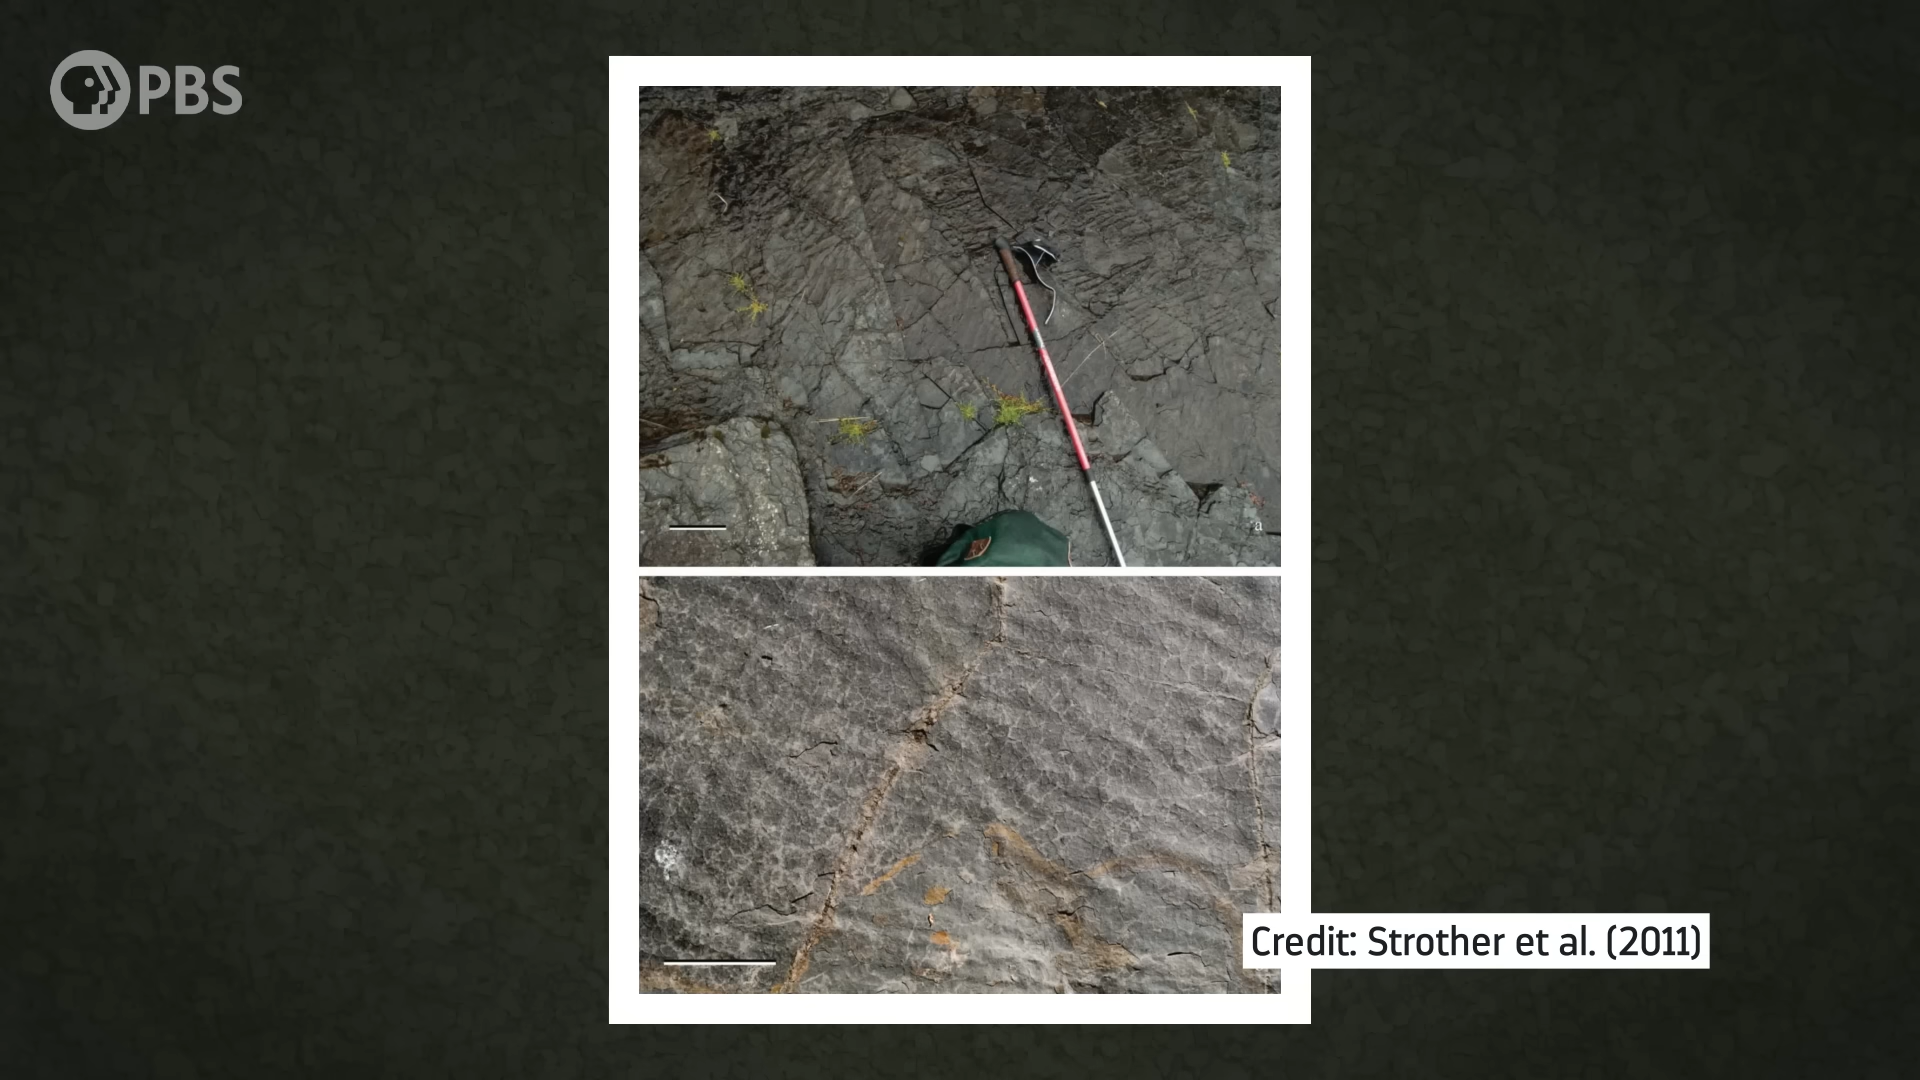 PBS
a
Credit: Strother et al. (2011)